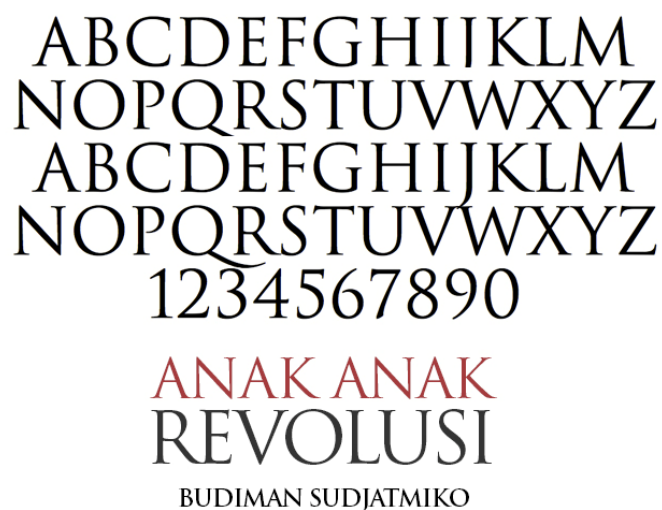 ABCDEFGHIJKLM
NOPQRSTUVWXYZ
ABCDEFGHIJKLM
NOPQRSTUVWXYZ
1234567890
ANAK ANAK
REVOLUSI
BUDIMAN SUDJATMIKO